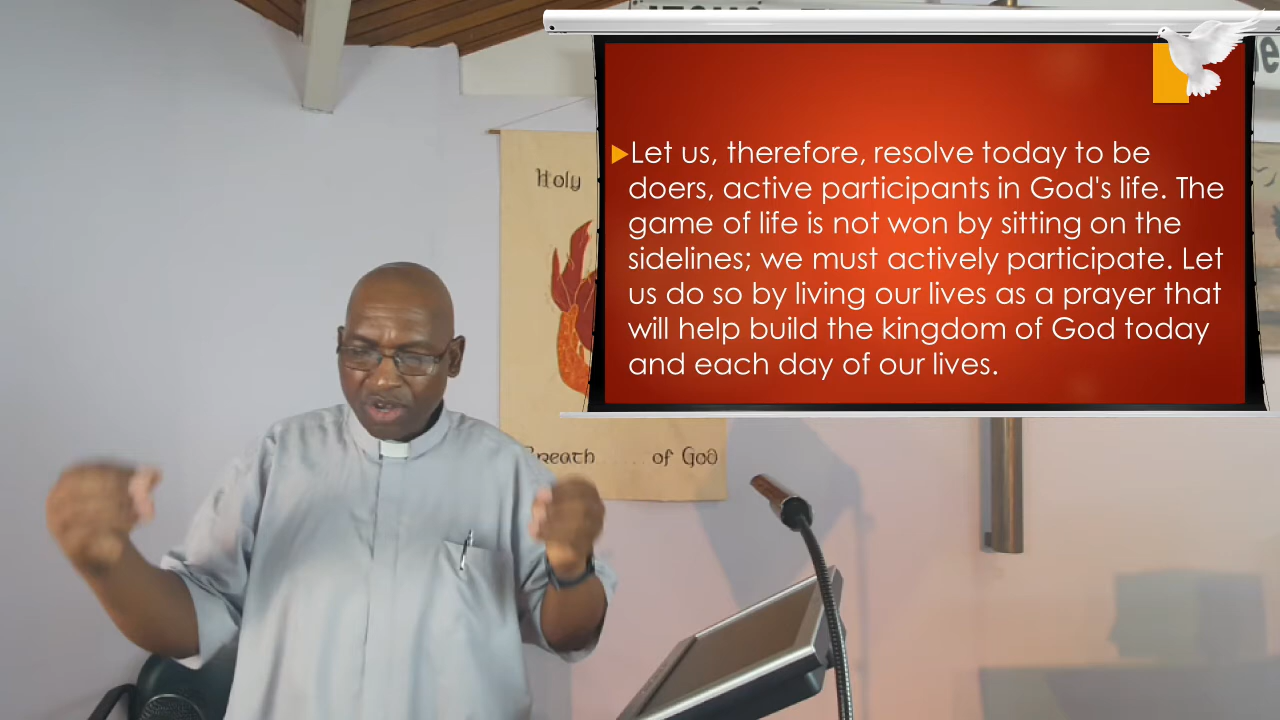 Let us, therefore, resolve today to be
doers, active participants in God's life. The
game of life is not won by sitting on the
sidelines; we must actively participate. Let
us do so by living our lives as a prayer that
will help build the kingdom of God today
and each day of our lives.
Holy
Breath of God